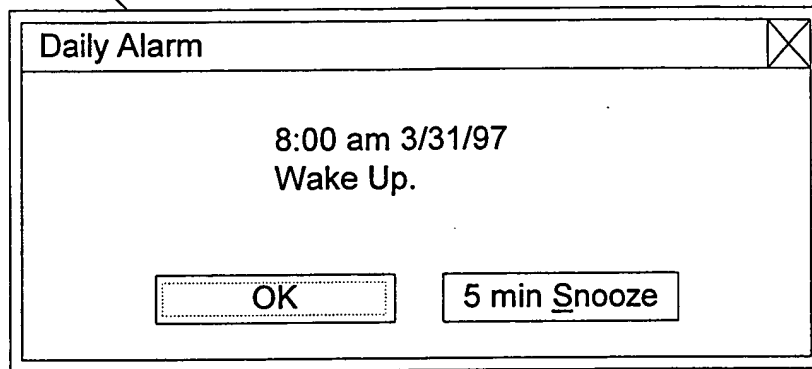 Daily Alarm
8:00 am 3/31/97
Wake Up.
OK
5 min Snooze